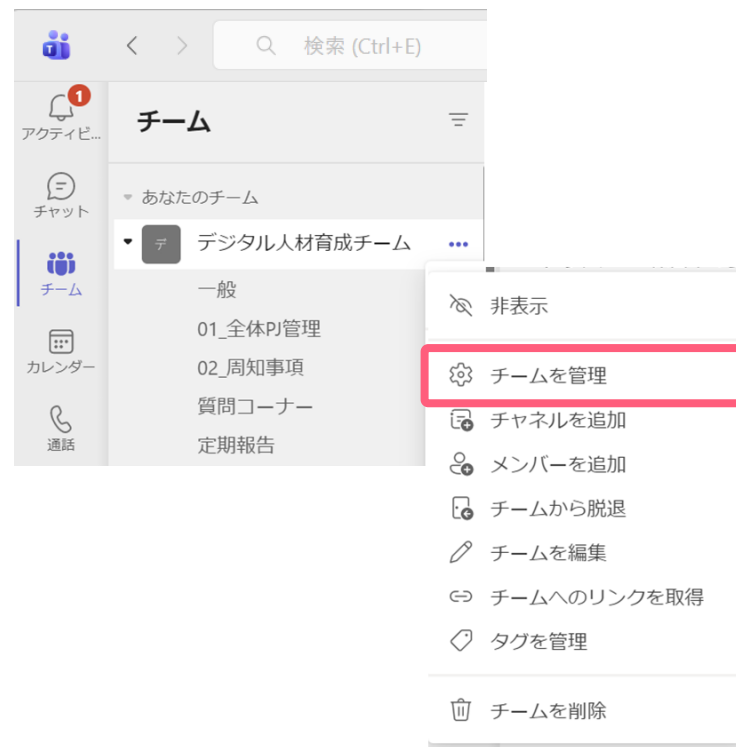 検索 (Ctrl+E)
1
アクティビ...
チャット
チーム
カレンダー
通話
チーム
あなたのチーム
デ
デジタル人材育成チーム
一般
01_全体PJ管理
02_周知事項
質問コーナー
定期報告
非表示
チームを管理
チャネルを追加
メンバーを追加
チームから脱退
チームを編集
チームへのリンクを取得
タグを管理
チームを削除